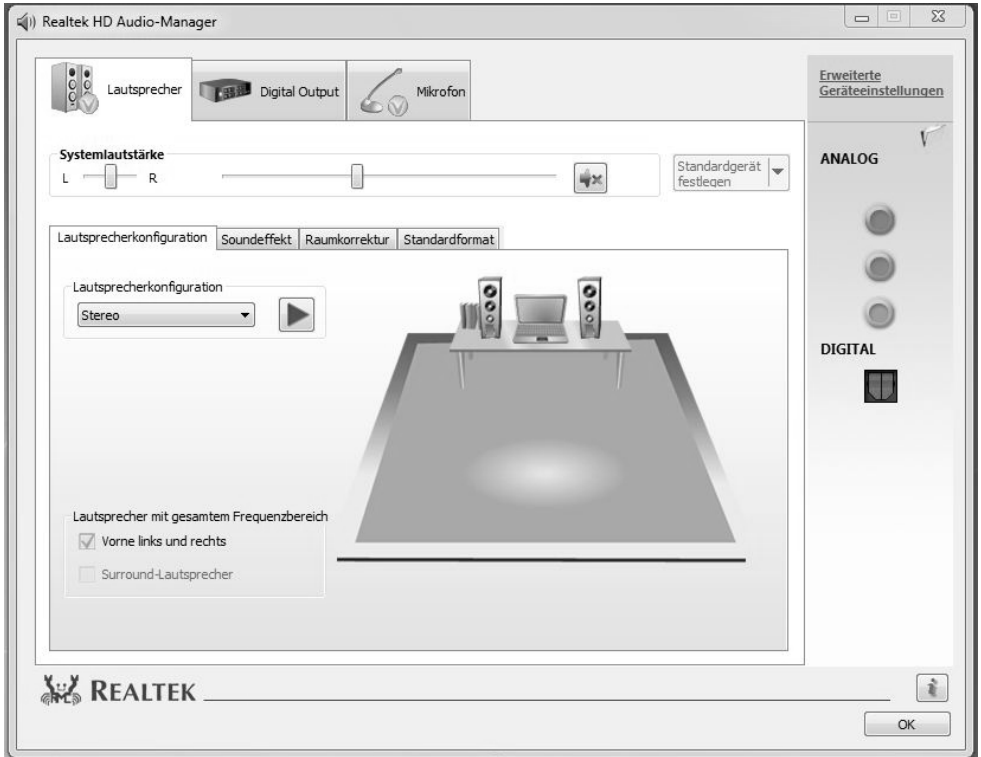 Realtek HD Audio-Manager
Lautsprecher
Digital Output
Mikrofon
Erweiterte
Geräteeinstellungen
Systemlautstärke
L
R
Standardgerät
festlegen
ANALOG
Lautsprecherkonfiguration
Soundeffekt
Raumkorrektur
Standardformat
Lautsprecherkonfiguration
Stereo
DIGITAL
Lautsprecher mit gesamtem Frequenzbereich
Vorne links und rechts
Surround-Lautsprecher
REALTEK
OK